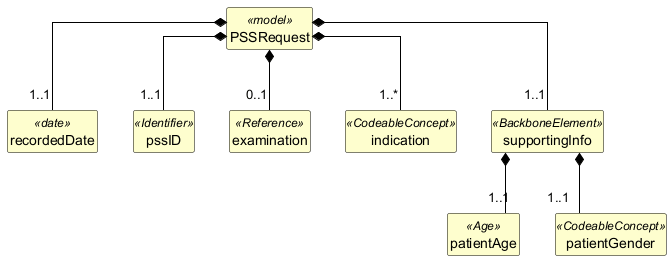 «model»
PSSRequest
1..1
1..1
0..1
1..*
1..1
«date»
recordedDate
«Identifier»
pssID
«Reference»
examination
«CodeableConcept»
indication
«BackboneElement»
supportingInfo
1..1
1..1
«Age»
patientAge
«CodeableConcept»
patientGender